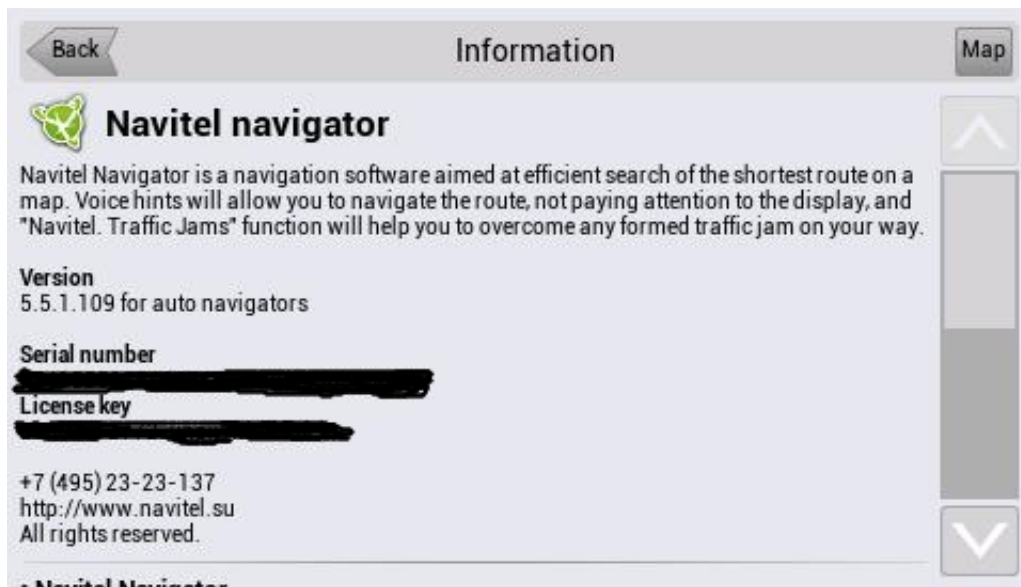 Back
Information
Map
Navitel navigator
Navitel Navigator is a navigation software aimed at efficient search of the shortest route on a
map. Voice hints will allow you to navigate the route, not paying attention to the display, and
"Navitel. Traffic Jams" function will help you to overcome any formed traffic jam on your way.
Version
5.5.1.109 for auto navigators
Serial number
License key
+7 (495) 23-23-137
http://www.navitel.su
All rights reserved.
• Navitel Navigator